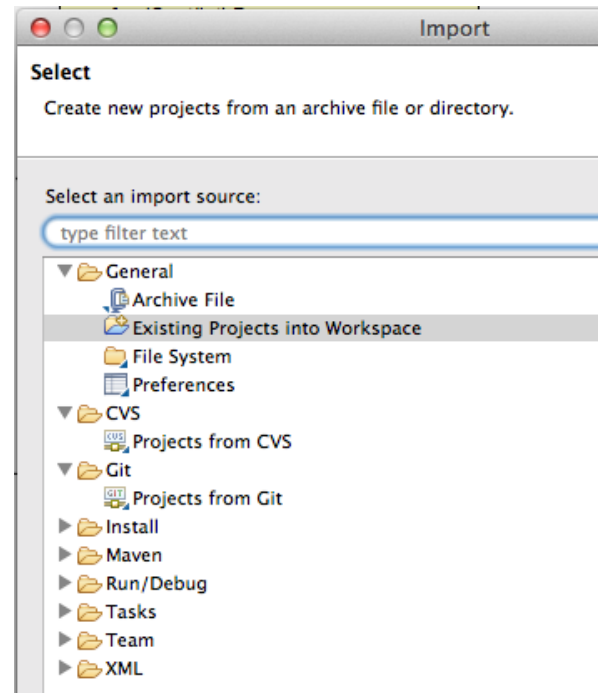 Import
Select
Create new projects from an archive file or directory.
Select an import source:
type filter text
General
Archive File
Existing Projects into Workspace
File System
Preferences
CVS
CVS Projects from CVS
Git
GIT Projects from Git
Install
Maven
Run/Debug
Tasks
Team
XML